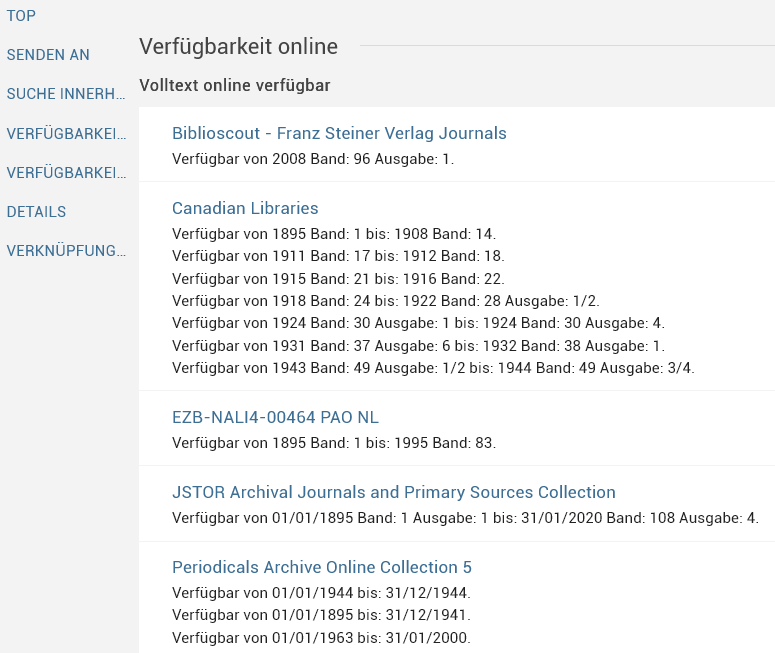 TOP
SENDEN AN
SUCHE INNERH...
VERFÜGBARKEI...
VERFÜGBARKEI...
DETAILS
VERKNÜPFUNG...
Verfügbarkeit online
Volltext online verfügbar
Biblioscout - Franz Steiner Verlag Journals
Verfügbar von 2008 Band: 96 Ausgabe: 1.
Canadian Libraries
Verfügbar von 1895 Band: 1 bis: 1908 Band: 14.
Verfügbar von 1911 Band: 17 bis: 1912 Band: 18.
Verfügbar von 1915 Band: 21 bis: 1916 Band: 22.
Verfügbar von 1918 Band: 24 bis: 1922 Band: 28 Ausgabe: 1/2.
Verfügbar von 1924 Band: 30 Ausgabe: 1 bis: 1924 Band: 30 Ausgabe: 4.
Verfügbar von 1931 Band: 37 Ausgabe: 6 bis: 1932 Band: 38 Ausgabe: 1.
Verfügbar von 1943 Band: 49 Ausgabe: 1/2 bis: 1944 Band: 49 Ausgabe: 3/4.
EZB-NALI4-00464 PAO NL
Verfügbar von 1895 Band: 1 bis: 1995 Band: 83.
JSTOR Archival Journals and Primary Sources Collection
Verfügbar von 01/01/1895 Band: 1 Ausgabe: 1 bis: 31/01/2020 Band: 108 Ausgabe: 4.
Periodicals Archive Online Collection 5
Verfügbar von 01/01/1944 bis: 31/12/1944.
Verfügbar von 01/01/1895 bis: 31/12/1941.
Verfügbar von 01/01/1963 bis: 31/01/2000.